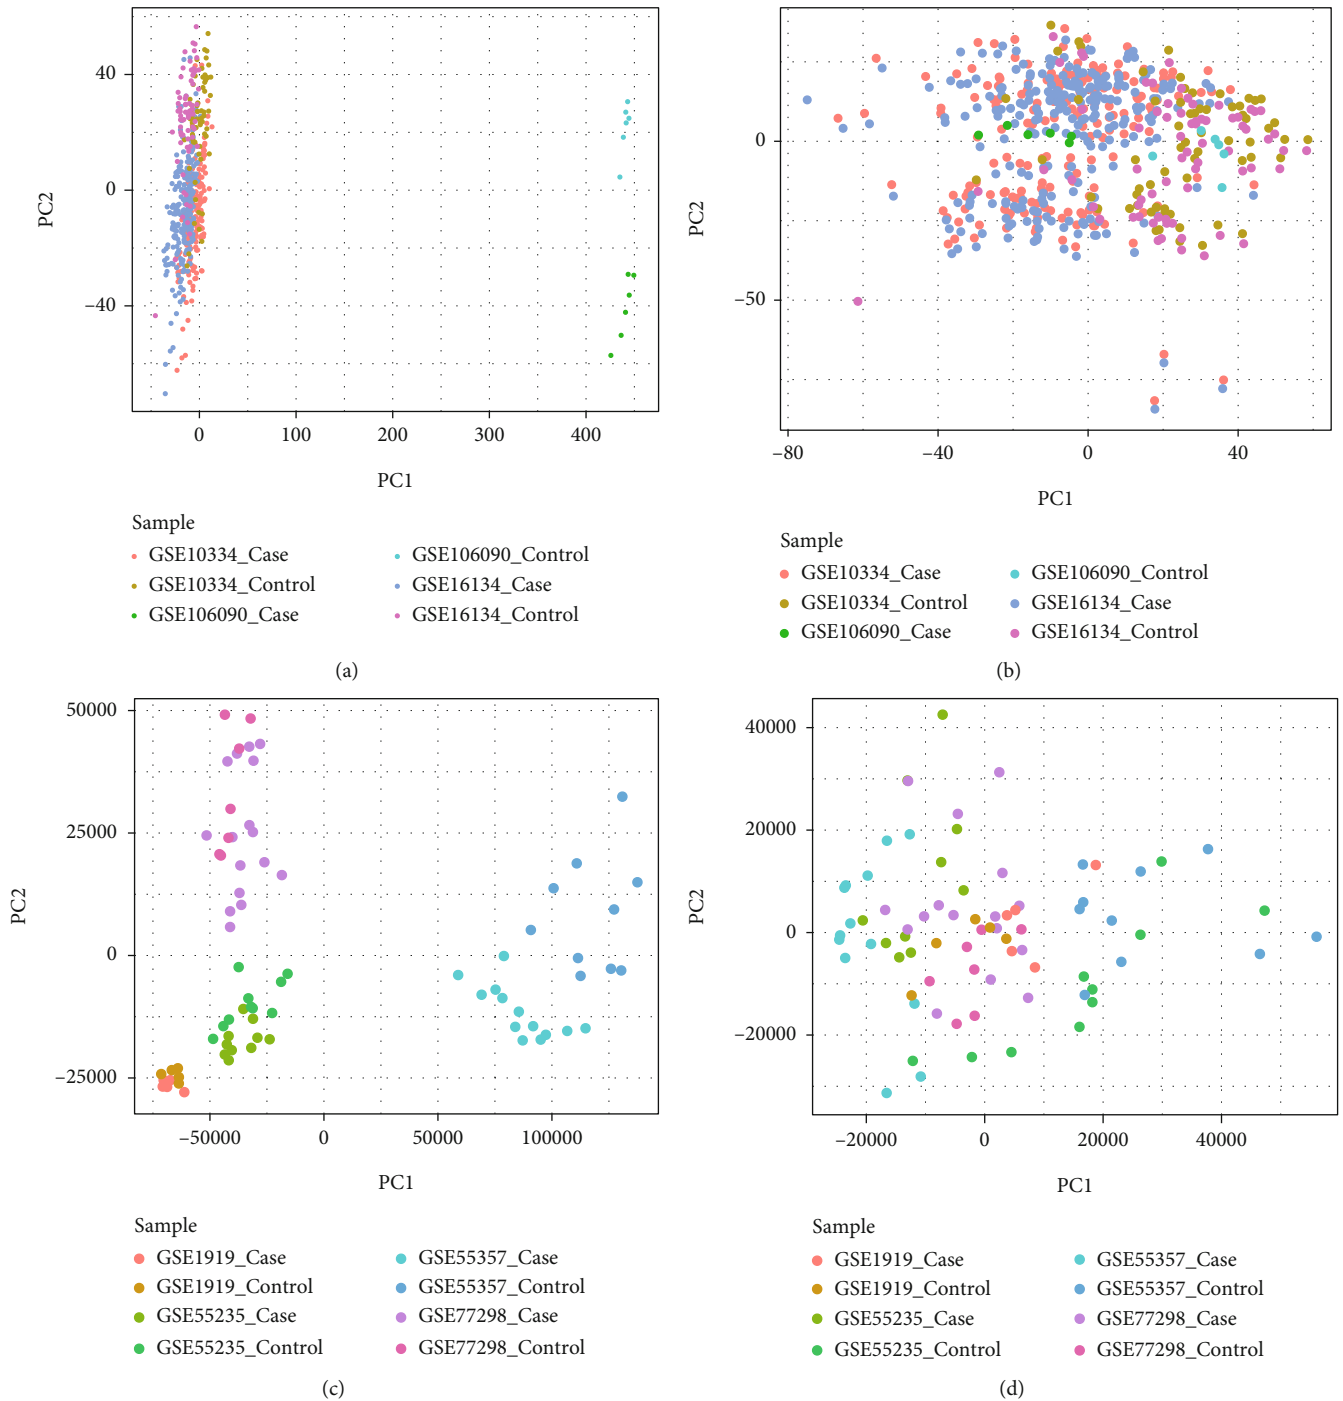 40
0
−40
PC2
0 100 200 300 400
PC1
Sample
GSE10334_Case GSE106090_Control
GSE10334_Control GSE16134_Case
GSE106090_Case GSE16134_Control
(a)
0
−50
PC2
−80 −40 0 40
PC1
Sample
GSE10334_Case GSE106090_Control
GSE10334_Control GSE16134_Case
GSE106090_Case GSE16134_Control
(b)
50000
25000
0
−25000
PC2
−50000 0 50000 100000
PC1
Sample
GSE1919_Case GSE55357_Case
GSE1919_Control GSE55357_Control
GSE55235_Case GSE77298_Case
GSE55235_Control GSE77298_Control
(c)
40000
20000
0
−20000
PC2
−20000 0 20000 40000
PC1
Sample
GSE1919_Case GSE55357_Case
GSE1919_Control GSE55357_Control
GSE55235_Case GSE77298_Case
GSE55235_Control GSE77298_Control
(d)